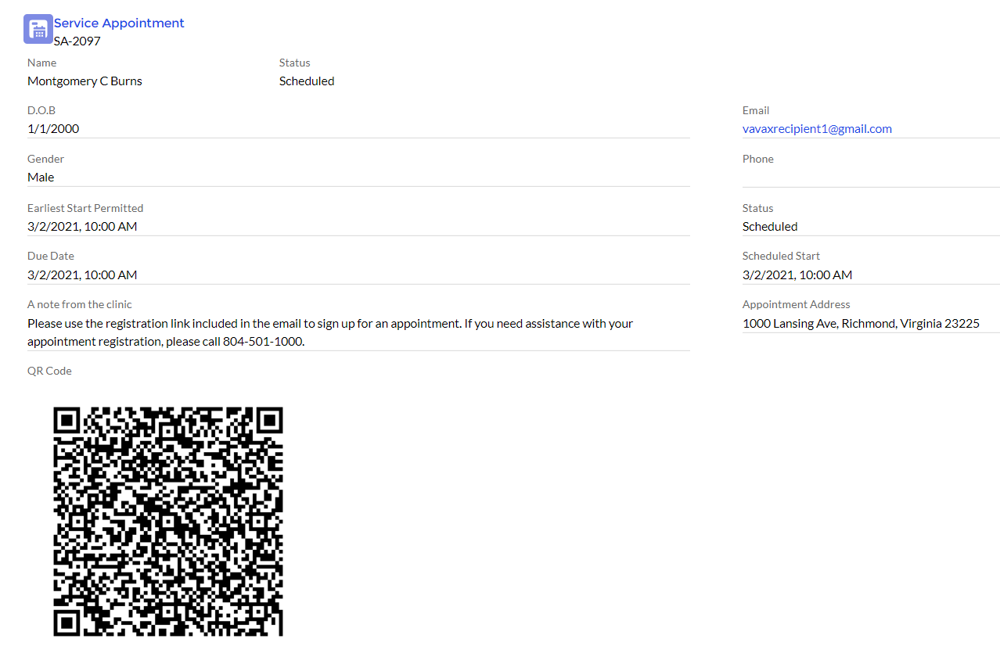 Service Appointment
SA-2097
Name
Montgomery C Burns
Status
Scheduled
D.O.B
1/1/2000
Email
vavaxrecipient1@gmail.com
Gender
Male
Phone
Earliest Start Permitted
3/2/2021, 10:00 AM
Status
Scheduled
Due Date
3/2/2021, 10:00 AM
Scheduled Start
3/2/2021, 10:00 AM
A note from the clinic
Please use the registration link included in the email to sign up for an appointment. If you need assistance with your
appointment registration, please call 804-501-1000.
Appointment Address
1000 Lansing Ave, Richmond, Virginia 23225
QR Code